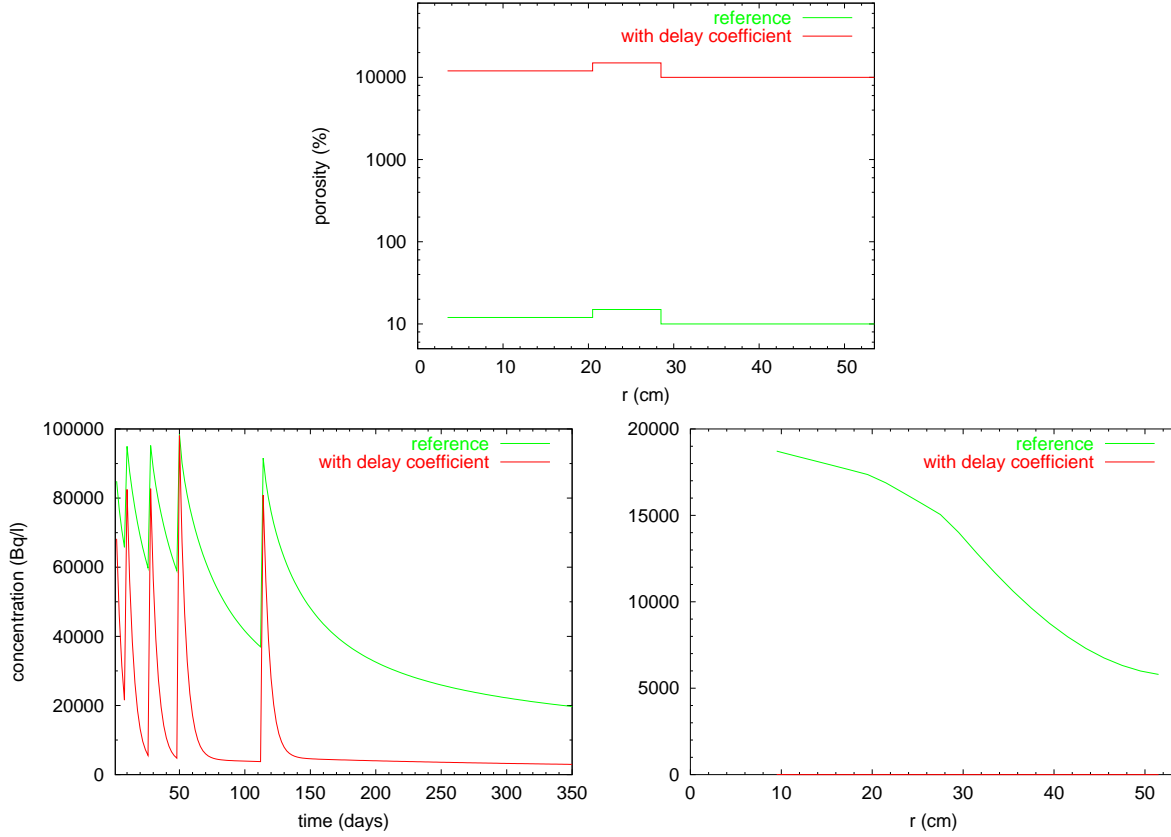 reference
with delay coefficient
10000
1000
100
10
porosity (%)
0 10 20 30 40 50
r (cm)
100000
80000
60000
40000
20000
0
concentration (Bq/l)
reference
with delay coefficient
50 100 150 200 250 300 350
time (days)
20000
15000
10000
5000
0
reference
with delay coefficient
0 10 20 30 40 50
r (cm)